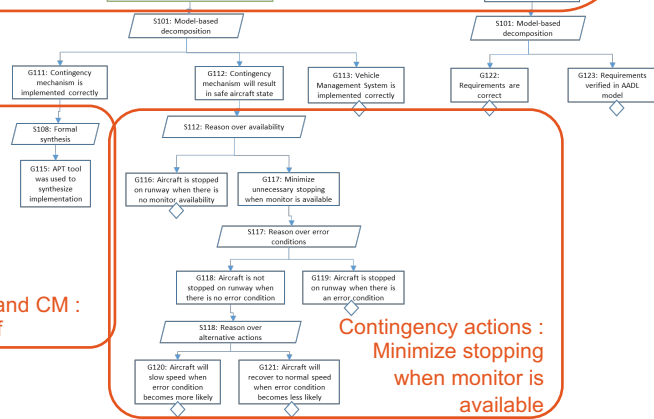 S101: Model-based
decomposition
S101: Model-based
decomposition
G111: Contingency
mechanism is
implemented correctly
G112: Contingency
mechanism will result
in safe aircraft state
G113: Vehicle
Management System is
implemented correctly
G122:
Requirements are
correct
G123: Requirements
verified in AADL
model
S108: Formal
synthesis
S112: Reason over availability
G115: APT tool
was used to
synthesize
implementation
G116: Aircraft is stopped
on runway when there is
no monitor availability
G117: Minimize
unnecessary stopping
when monitor is available
S117: Reason over error
conditions
G118: Aircraft is not
stopped on runway when
there is no error condition
G119: Aircraft is stopped
on runway when there is
an error condition
and CM :
f
S118: Reason over
alternative actions
Contingency actions :
Minimize stopping
when monitor is
available
G120: Aircraft will
slow speed when
error condition
becomes more likely
G121: Aircraft will
recover to normal speed
when error condition
becomes less likely